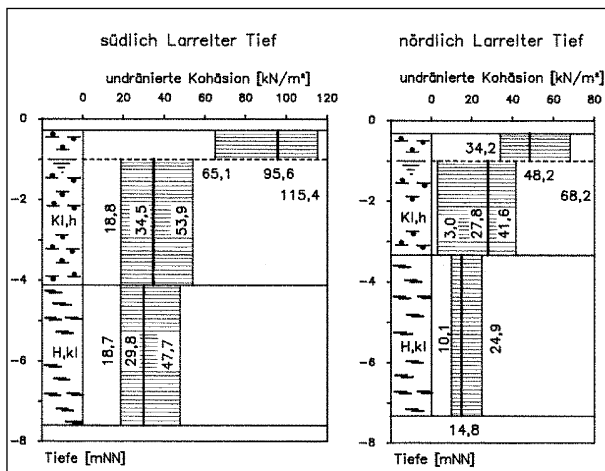 südlich Larrelter Tief
undränierte Kohäsion [kN/m²]
0 20 40 60 80 100 120
0
-2
-4
-6
-8
Kl,h
H,kl
65,1 95,6
115,4
18,8
34,5
53,9
18,7
29,8
47,7
Tiefe [mNN]
nördlich Larrelter Tief
undränierte Kohäsion [kN/m²]
0 20 40 60 80
0
-2
-4
-6
-8
Kl,h
H,kl
34,2
48,2
68,2
3,0
27,8
41,6
10,1
24,9
14,8
Tiefe [mNN]